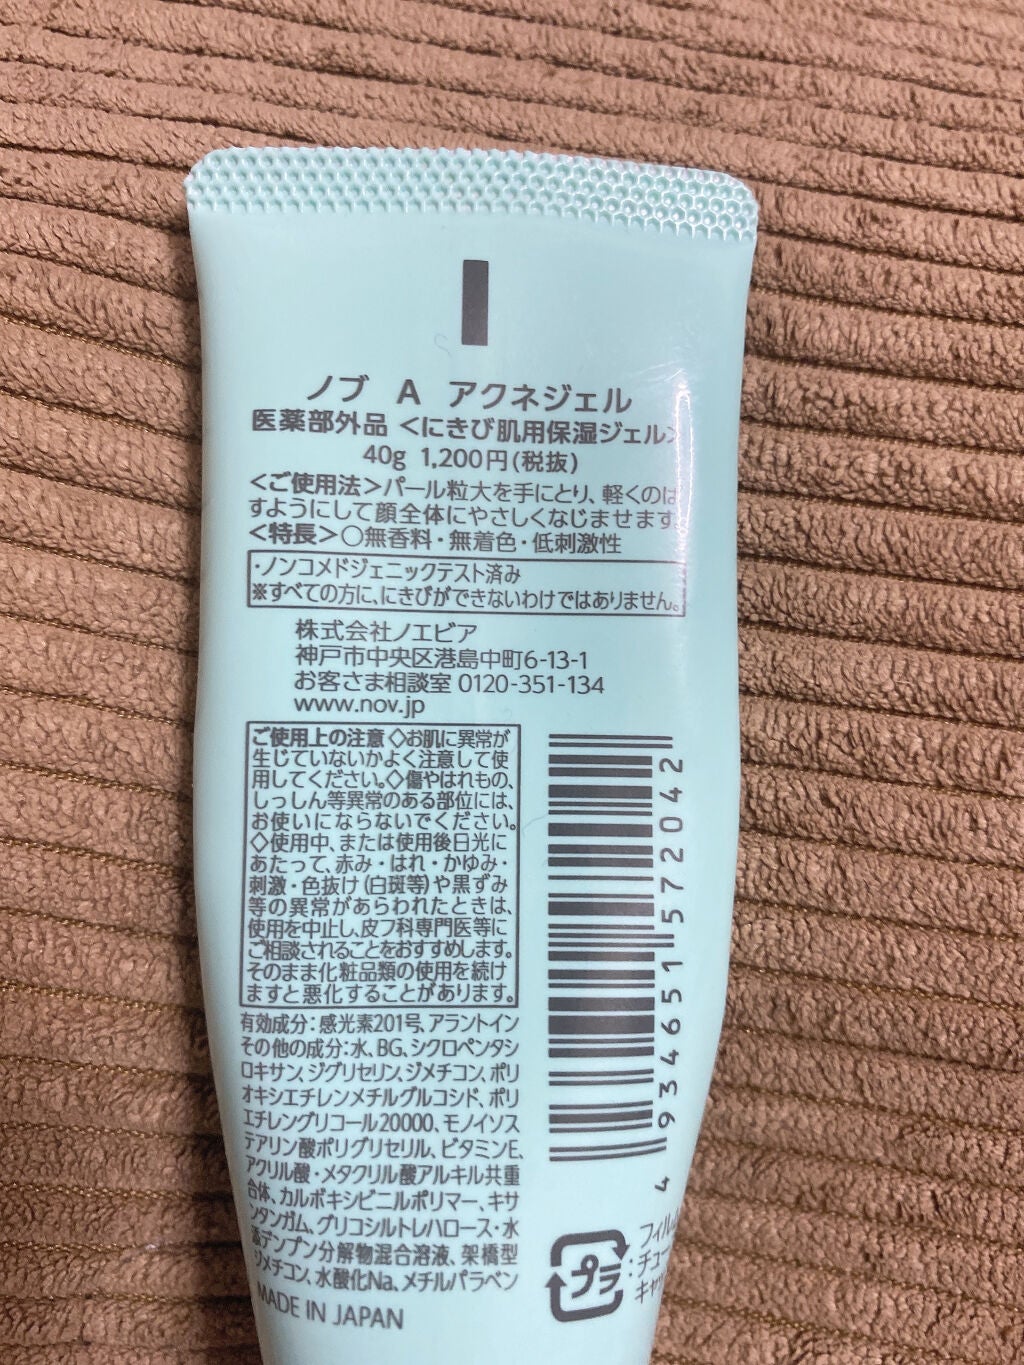 ノブ A アクネジェル
医薬部外品 <にきび肌用保湿ジェル>
40g 1,200円(税抜)
<ご使用法>パール粒大を手にとり、軽くのば
すようにして顔全体にやさしくなじませます。
<特長>○無香料・無着色・低刺激性
・ノンコメドジェニックテスト済み
※すべての方に、にきびができないわけではありません。
株式会社ノエビア
神戸市中央区港島中町6-13-1
お客さま相談室 0120-351-134
www.nov.jp
ご使用上の注意 ◇お肌に異常が
生じていないかよく注意して使
用してください。◇傷やはれもの、
しっしん等異常のある部位には、
お使いにならないでください。
◇使用中、または使用後日光に
あたって、赤み・はれ・かゆみ・
刺激・色抜け(白斑等)や黒ずみ
等の異常があらわれたときは、
使用を中止し、皮フ科専門医等に
ご相談されることをおすすめします。
そのまま化粧品類の使用を続け
ますと悪化することがあります。
有効成分：感光素201号、アラントイン
その他の成分：水、BG、シクロペンタシ
ロキサン、ジグリセリン、ジメチコン、ポリ
オキシエチレンメチルグルコシド、ポリ
エチレングリコール20000、モノイソス
テアリン酸ポリグリセリル、ビタミンE、
アクリル酸・メタクリル酸アルキル共重
合体、カルボキシビニルポリマー、キサ
ンタンガム、グリコシルトレハロース・水
添デンプン分解物混合溶液、架橋型
ジメチコン、水酸化Na、メチルパラベン
MADE IN JAPAN
4 934651 572042
プラ
フィルム
チュー
キャッ